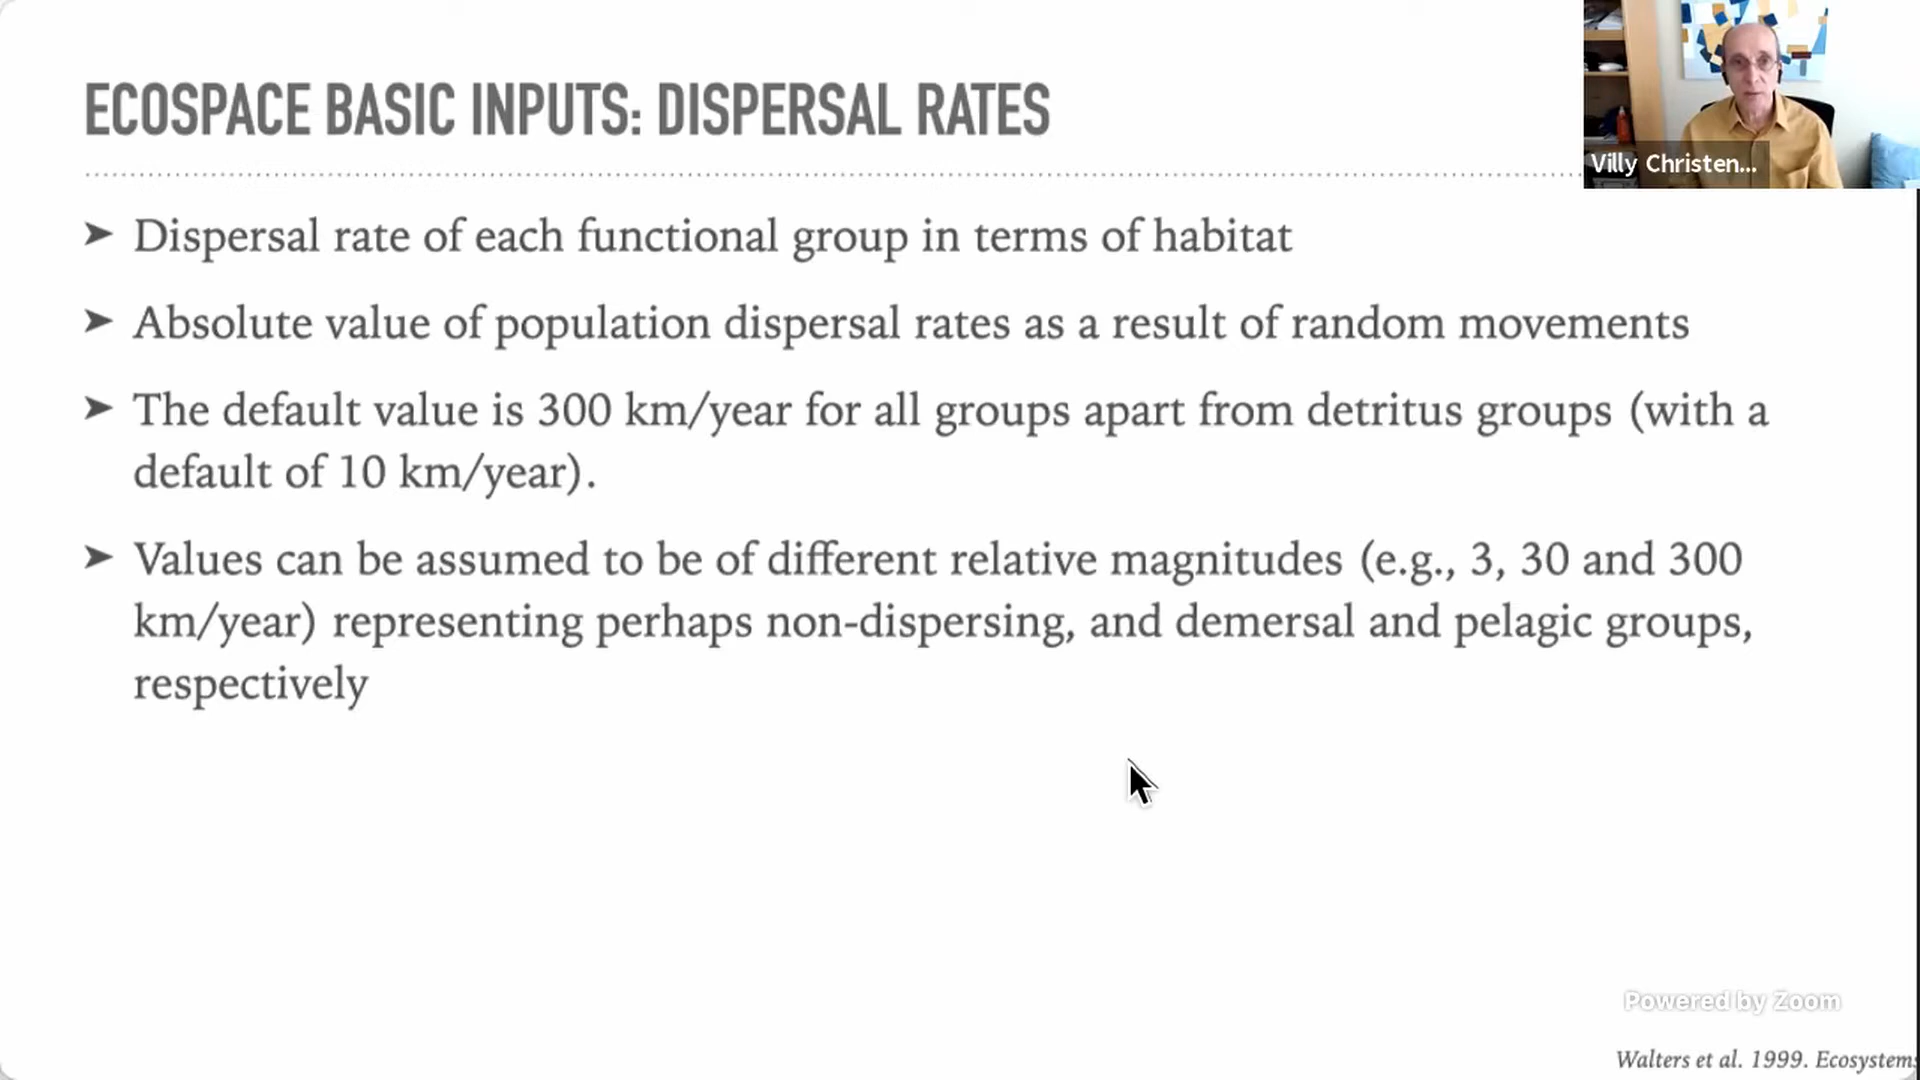 ECOSPACE BASIC INPUTS: DISPERSAL RATES
Villy Christen...
➤ Dispersal rate of each functional group in terms of habitat
➤ Absolute value of population dispersal rates as a result of random movements
➤ The default value is 300 km/year for all groups apart from detritus groups (with a
default of 10 km/year).
➤ Values can be assumed to be of different relative magnitudes (e.g., 3, 30 and 300
km/year) representing perhaps non-dispersing, and demersal and pelagic groups,
respectively
Powered by Zoom
Walters et al. 1999. Ecosystems